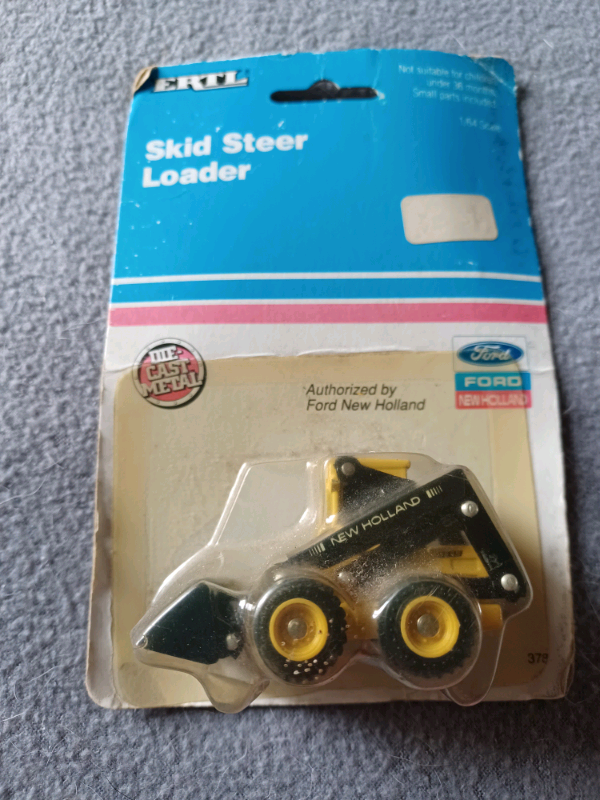 ERTL
Not suitable for children
under 36 months
Small parts included
1/64 Scale
Skid Steer
Loader
DIE-
CAST
METAL
Authorized by
Ford New Holland
Ford
FORD
NEW HOLLAND
NEW HOLLAND
378